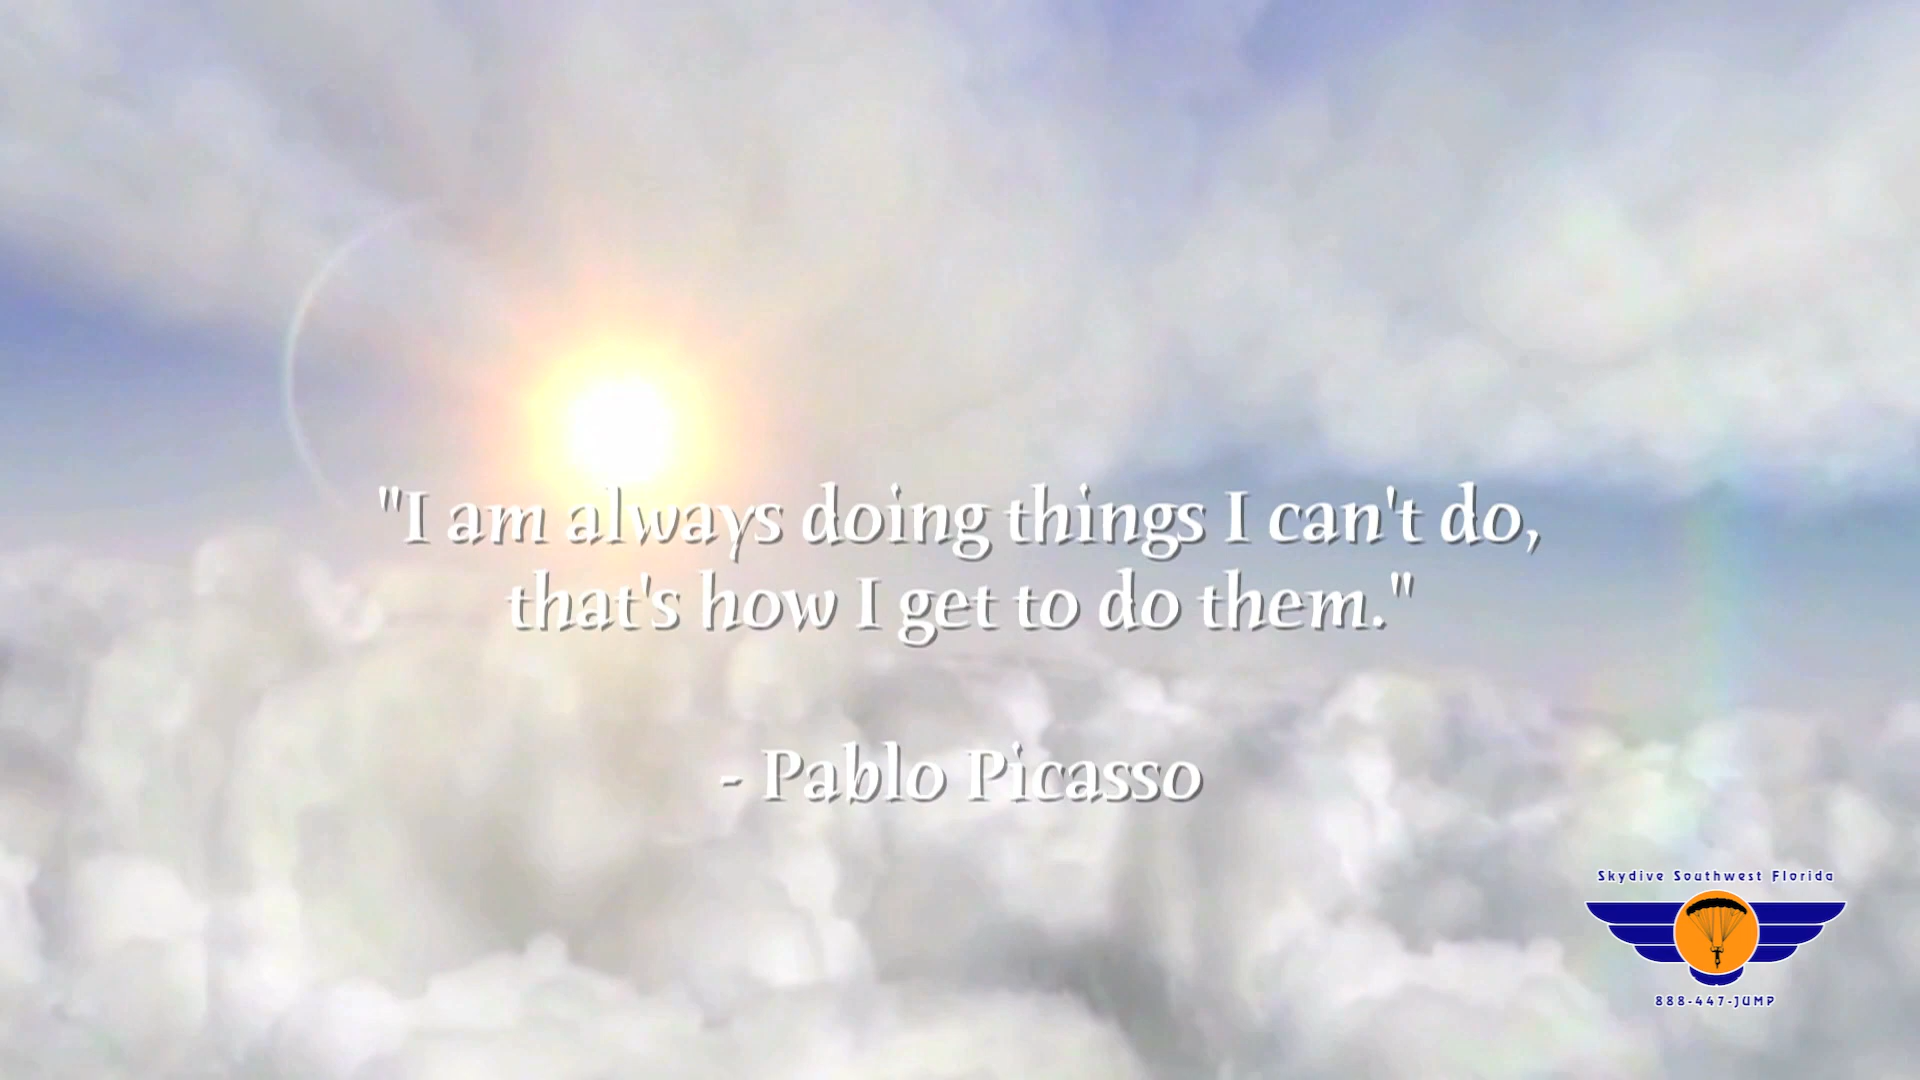 "I am always doing things I can't do,
that's how I get to do them."
- Pablo Picasso
Skydive Southwest Florida
888-447-JUMP